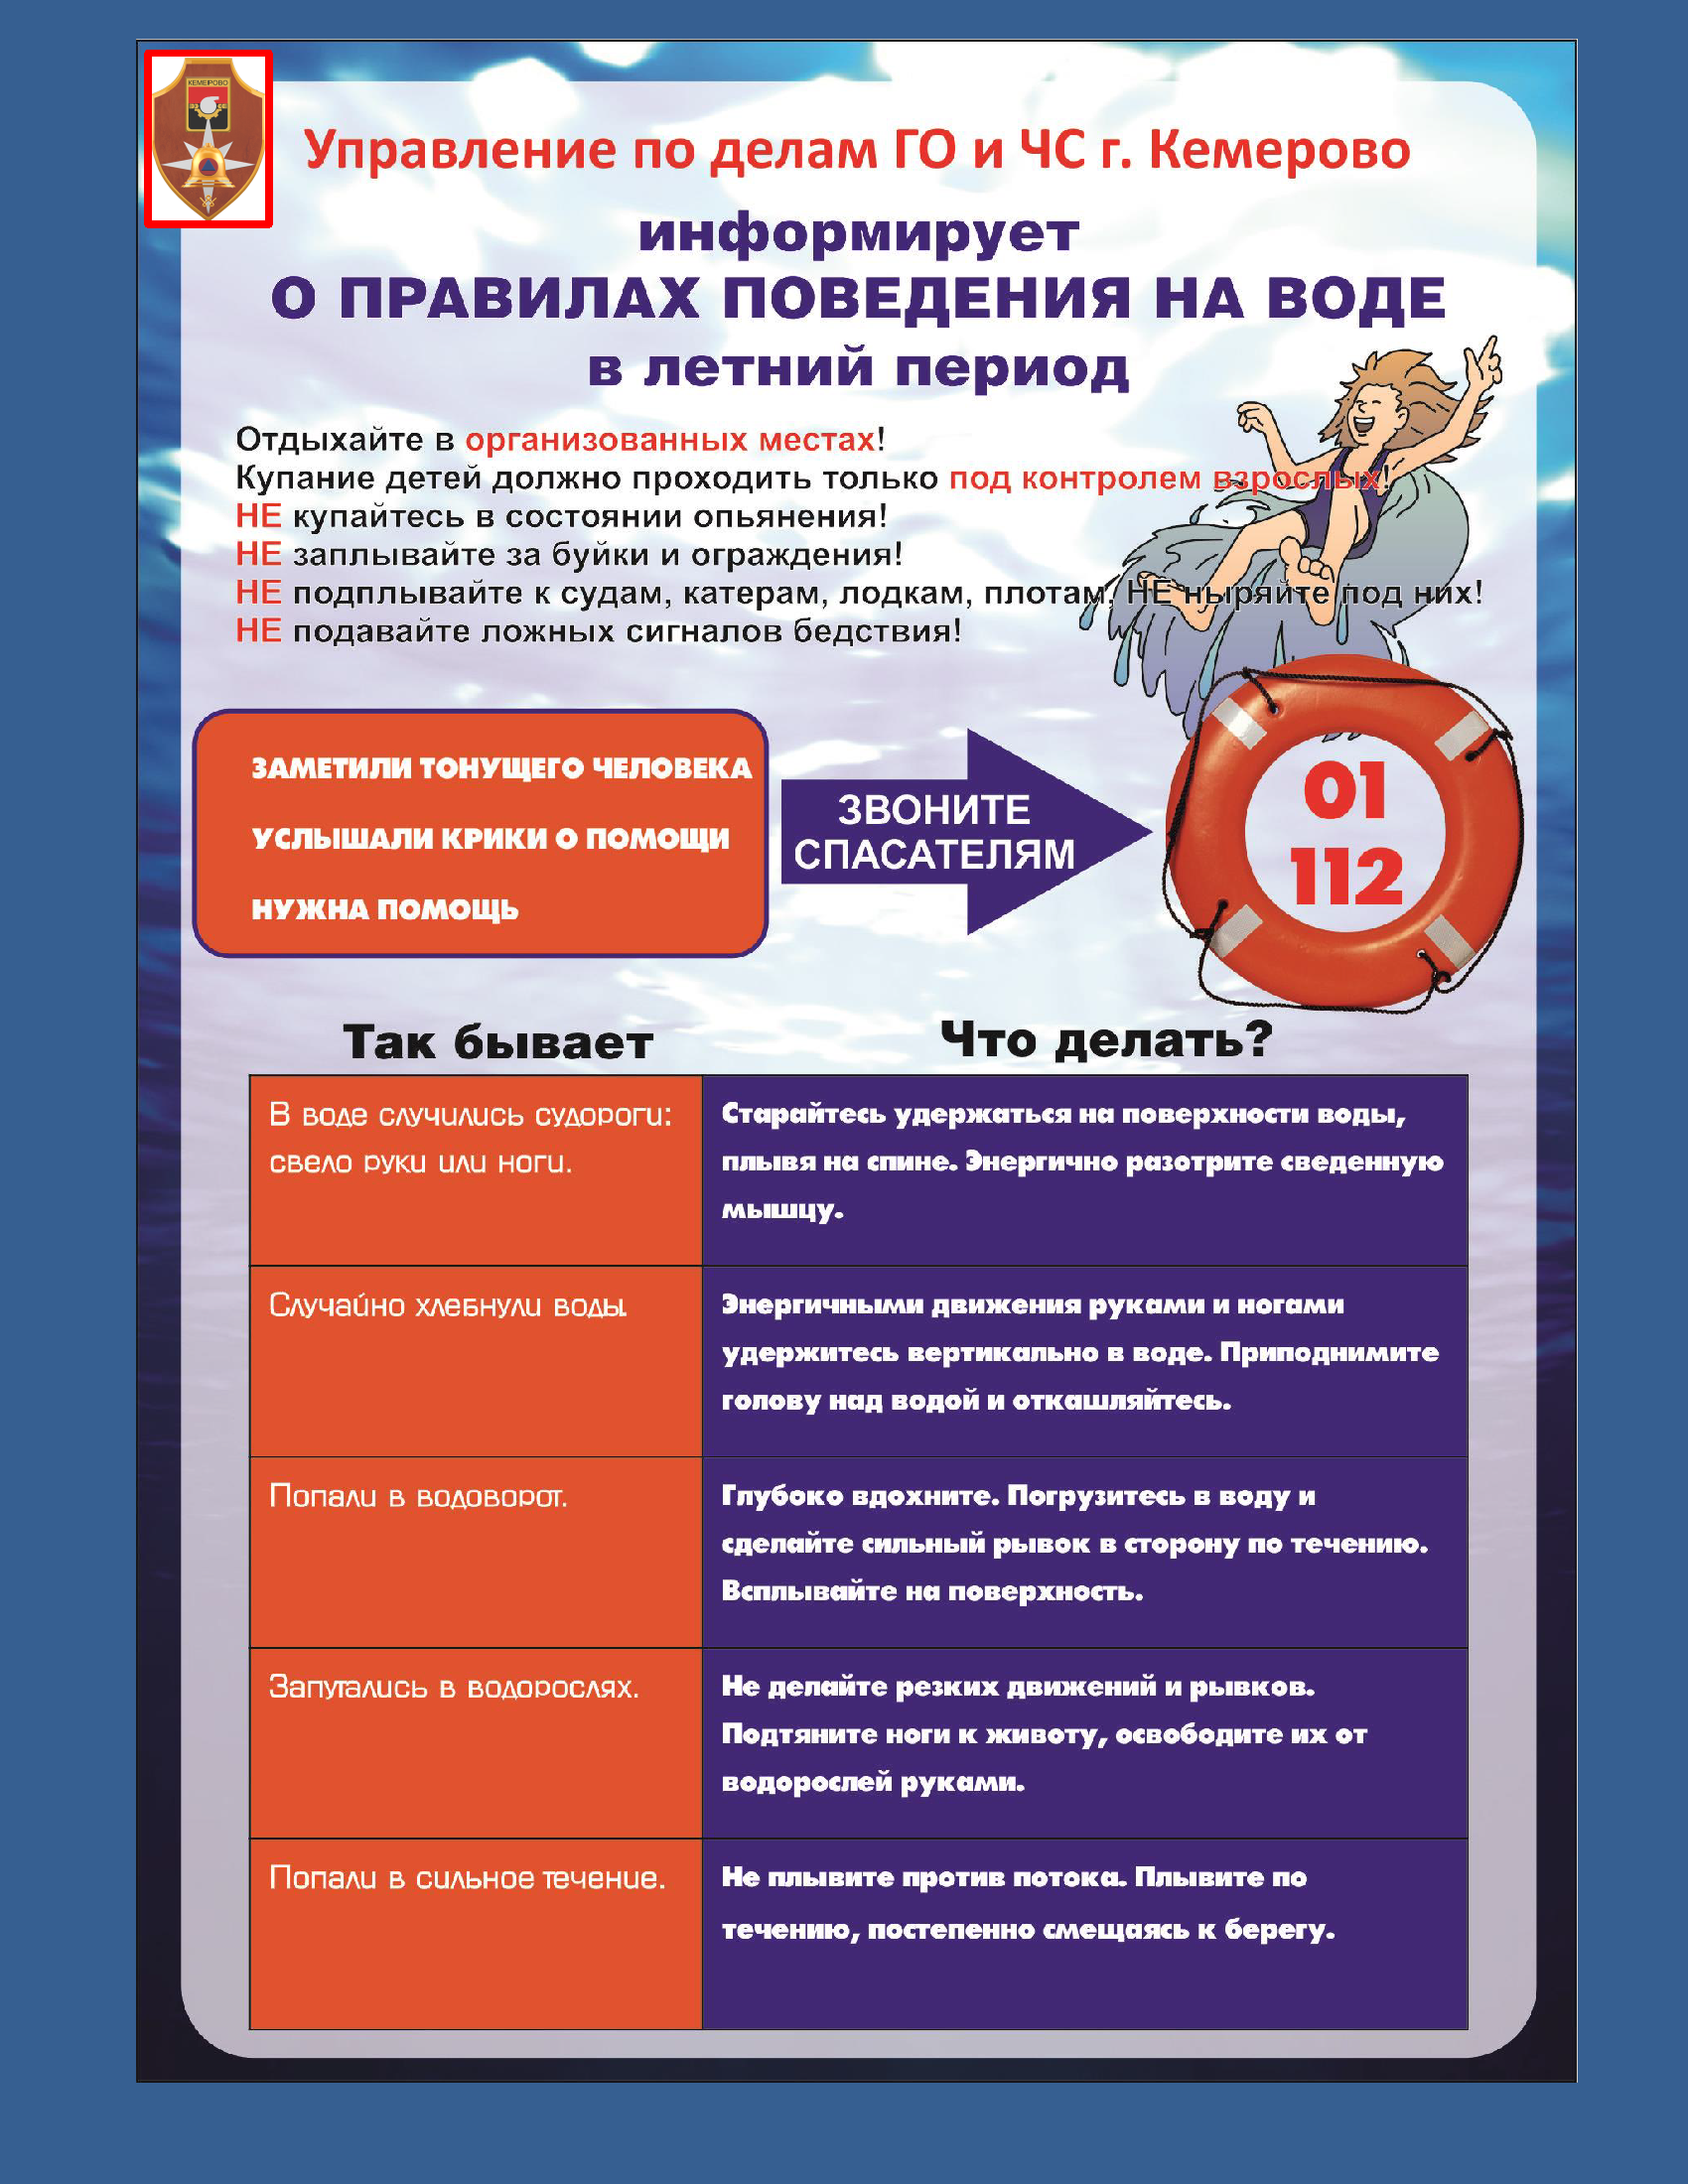 КЕМЕРОВО
Управление по делам ГО и ЧС г. Кемерово
информирует
О ПРАВИЛАХ ПОВЕДЕНИЯ НА ВОДЕ
в летний период
Отдыхайте в организованных местах!
Купание детей должно проходить только под контролем взрослых!
НЕ купайтесь в состоянии опьянения!
НЕ заплывайте за буйки и ограждения!
НЕ подплывайте к судам, катерам, лодкам, плотам, НЕ ныряйте под них!
НЕ подавайте ложных сигналов бедствия!
ЗАМЕТИЛИ ТОНУЩЕГО ЧЕЛОВЕКА
УСЛЫШАЛИ КРИКИ О ПОМОЩИ
НУЖНА ПОМОЩЬ
ЗВОНИТЕ
СПАСАТЕЛЯМ
01
112
Так бывает
Что делать?
В воде случились судороги:
свело руки или ноги.
Старайтесь удержаться на поверхности воды,
плывя на спине. Энергично разотрите сведенную
мышцу.
Случайно хлебнули воды.
Энергичными движения руками и ногами
удержитесь вертикально в воде. Приподнимите
голову над водой и откашляйтесь.
Попали в водоворот.
Глубоко вдохните. Погрузитесь в воду и
сделайте сильный рывок в сторону по течению.
Всплывайте на поверхность.
Запутались в водорослях.
Не делайте резких движений и рывков.
Подтяните ноги к животу, освободите их от
водорослей руками.
Попали в сильное течение.
Не плывите против потока. Плывите по
течению, постепенно смещаясь к берегу.